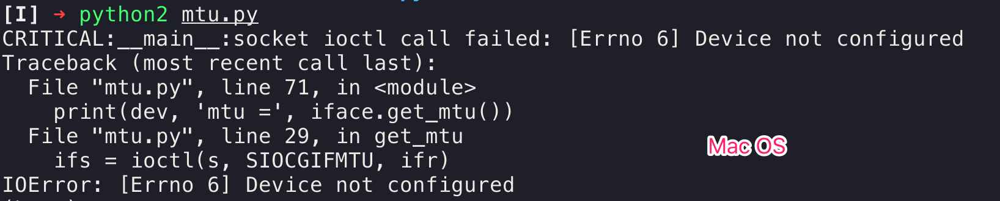 [I] → python2 mtu.py
CRITICAL:__main__:socket ioctl call failed: [Errno 6] Device not configured
Traceback (most recent call last):
  File "mtu.py", line 71, in <module>
    print(dev, 'mtu =', iface.get_mtu())
  File "mtu.py", line 29, in get_mtu
    ifs = ioctl(s, SIOCGIFMTU, ifr)
IOError: [Errno 6] Device not configured
Mac OS